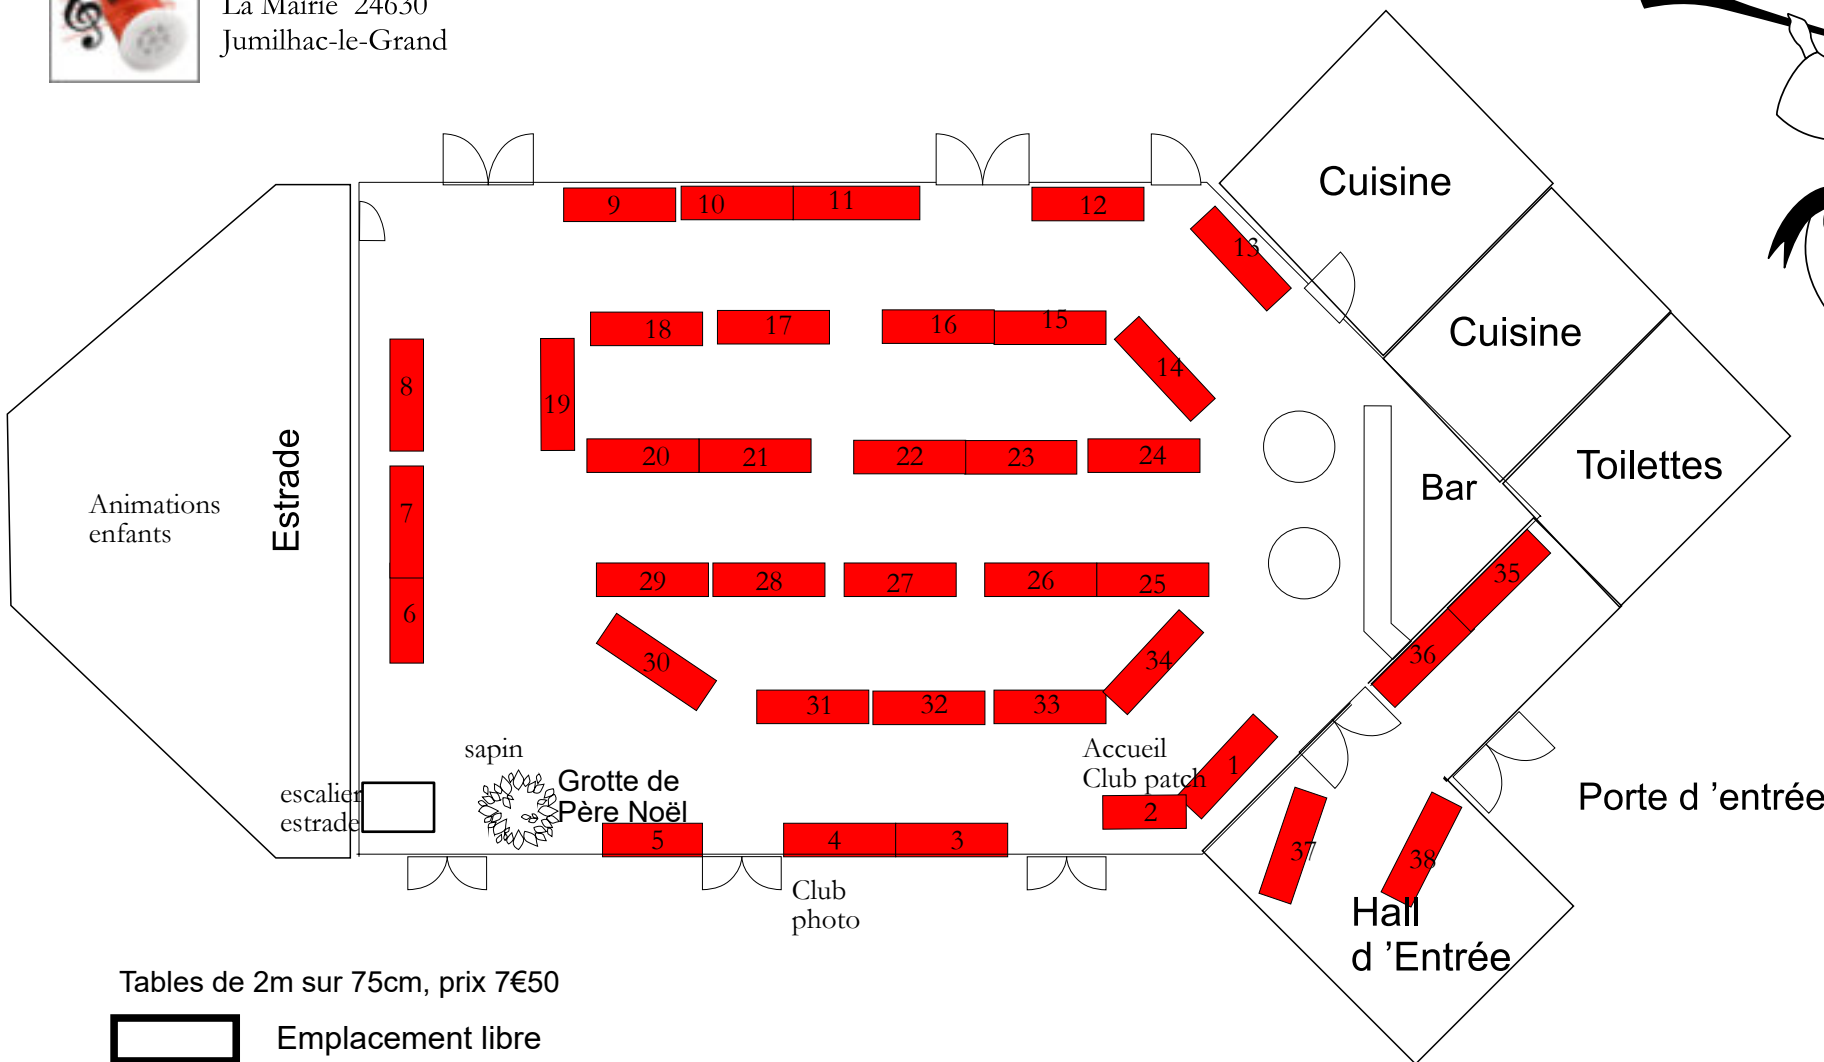 La Mairie  24630
Jumilhac-le-Grand
Cuisine
9
10
11
12
13
18
17
16
15
Cuisine
14
8
19
20
21
22
23
24
Toilettes
Bar
Estrade
Animations
enfants
7
29
28
27
26
25
35
6
30
34
36
31
32
33
sapin
Accueil
Club patch
1
Grotte de
Père Noël
escalier
estrade
Porte d ’entrée
2
5
4
3
37
38
Club
photo
Hall
d ’Entrée
Tables de 2m sur 75cm, prix 7€50
Emplacement libre